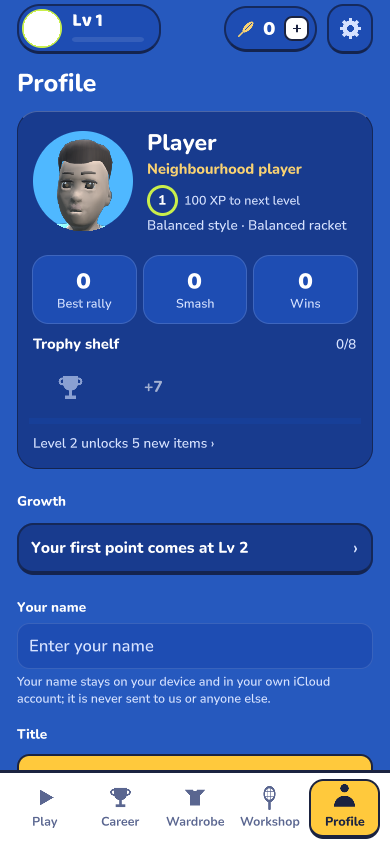 Lv 1
0
+
Profile
Player
Neighbourhood player
1
100 XP to next level
Balanced style · Balanced racket
0
Best rally
0
Smash
0
Wins
Trophy shelf
0/8
+7
Level 2 unlocks 5 new items ›
Growth
Your first point comes at Lv 2 ›
Your name
Enter your name
Your name stays on your device and in your own iCloud
account; it is never sent to us or anyone else.
Title
Play
Career
Wardrobe
Workshop
Profile